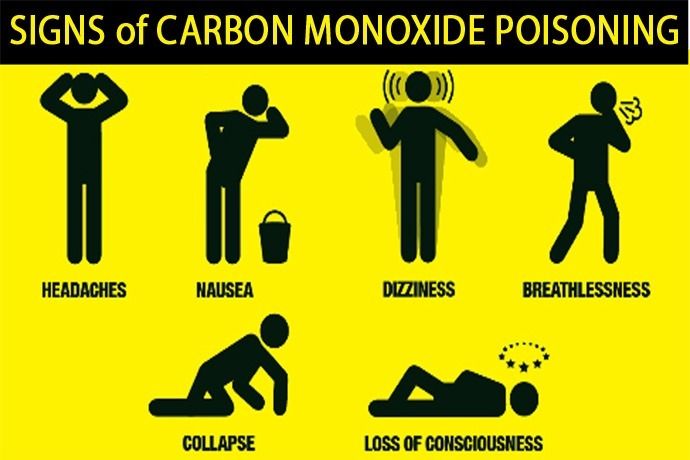 SIGNS of CARBON MONOXIDE POISONING
HEADACHES
NAUSEA
DIZZINESS
BREATHLESSNESS
COLLAPSE
LOSS OF CONSCIOUSNESS